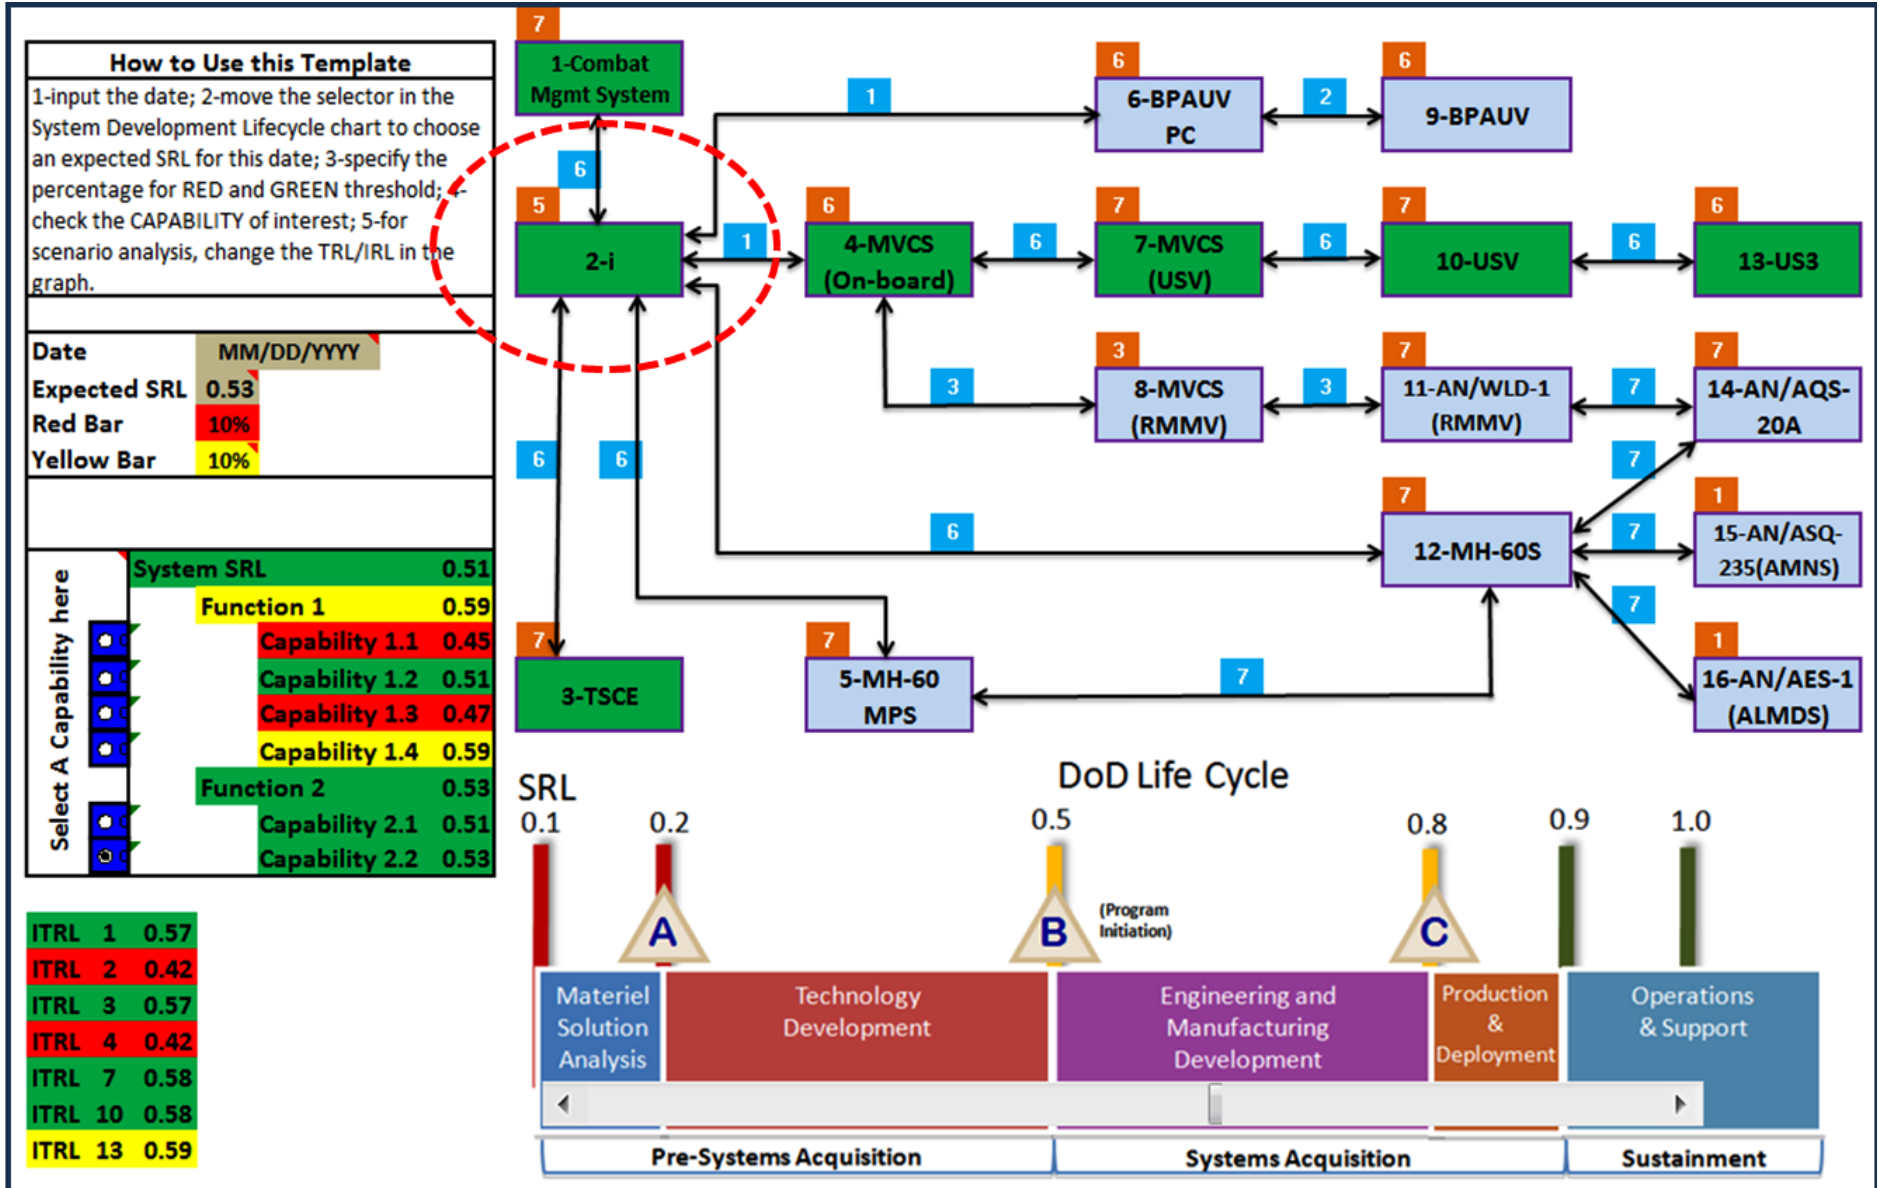 How to Use this Template
1-input the date; 2-move the selector in the
System Development Lifecycle chart to choose
an expected SRL for this date; 3-specify the
percentage for RED and GREEN threshold; 4-
check the CAPABILITY of interest; 5-for
scenario analysis, change the TRL/IRL in the
graph.
Date MM/DD/YYYY
Expected SRL 0.53
Red Bar 10%
Yellow Bar 10%
Select A Capability here
System SRL 0.51
Function 1 0.59
Capability 1.1 0.45
Capability 1.2 0.51
Capability 1.3 0.47
Capability 1.4 0.59
Function 2 0.53
Capability 2.1 0.51
Capability 2.2 0.53
ITRL 1 0.57
ITRL 2 0.42
ITRL 3 0.57
ITRL 4 0.42
ITRL 7 0.58
ITRL 10 0.58
ITRL 13 0.59
7
1-Combat
Mgmt System
6
1
6
6-BPAUV
PC
2
6
9-BPAUV
5
2-i
1
6
4-MVCS
(On-board)
6
7
7-MVCS
(USV)
6
7
10-USV
6
6
13-US3
3
3
8-MVCS
(RMMV)
3
7
11-AN/WLD-1
(RMMV)
7
7
14-AN/AQS-
20A
6
6
6
7
12-MH-60S
7
7
1
15-AN/ASQ-
235(AMNS)
7
1
16-AN/AES-1
(ALMDS)
7
3-TSCE
7
5-MH-60
MPS
7
DoD Life Cycle
SRL
0.1 0.2 0.5 0.8 0.9 1.0
A
B
(Program
Initiation)
C
Materiel
Solution
Analysis
Technology
Development
Engineering and
Manufacturing
Development
Production
&
Deployment
Operations
& Support
Pre-Systems Acquisition
Systems Acquisition
Sustainment